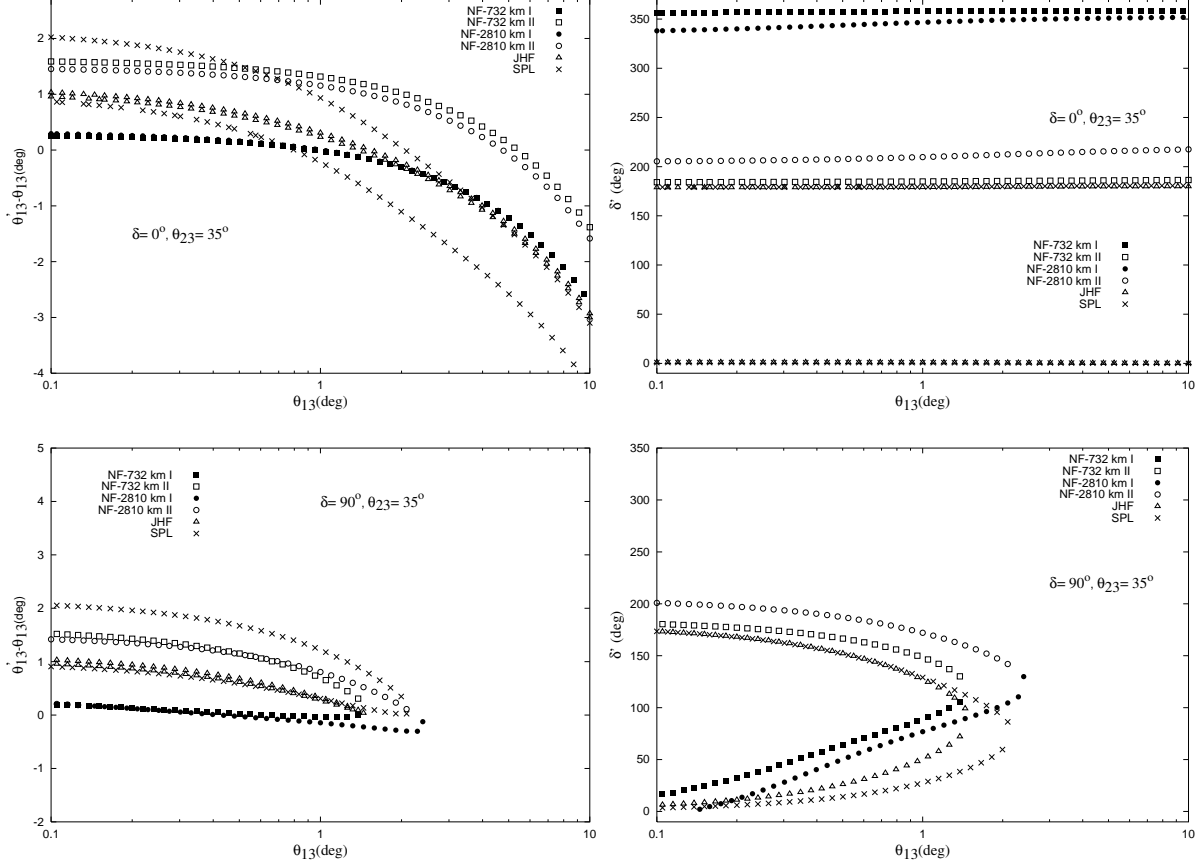 NF-732 km I
NF-732 km II
NF-2810 km I
NF-2810 km II
JHF
SPL
2
1
0
-1
-2
-3
-4
θ'13-θ13(deg)
δ= 0°, θ23= 35°
0.1
1
10
θ13(deg)
350
300
250
200
150
100
50
0
δ' (deg)
δ= 0°, θ23= 35°
NF-732 km I
NF-732 km II
NF-2810 km I
NF-2810 km II
JHF
SPL
0.1
1
10
θ13(deg)
5
4
3
2
1
0
-1
-2
θ'13-θ13(deg)
NF-732 km I
NF-732 km II
NF-2810 km I
NF-2810 km II
JHF
SPL
δ= 90°, θ23= 35°
0.1
1
10
θ13(deg)
350
300
250
200
150
100
50
0
δ' (deg)
NF-732 km I
NF-732 km II
NF-2810 km I
NF-2810 km II
JHF
SPL
δ= 90°, θ23= 35°
0.1
1
10
θ13(deg)